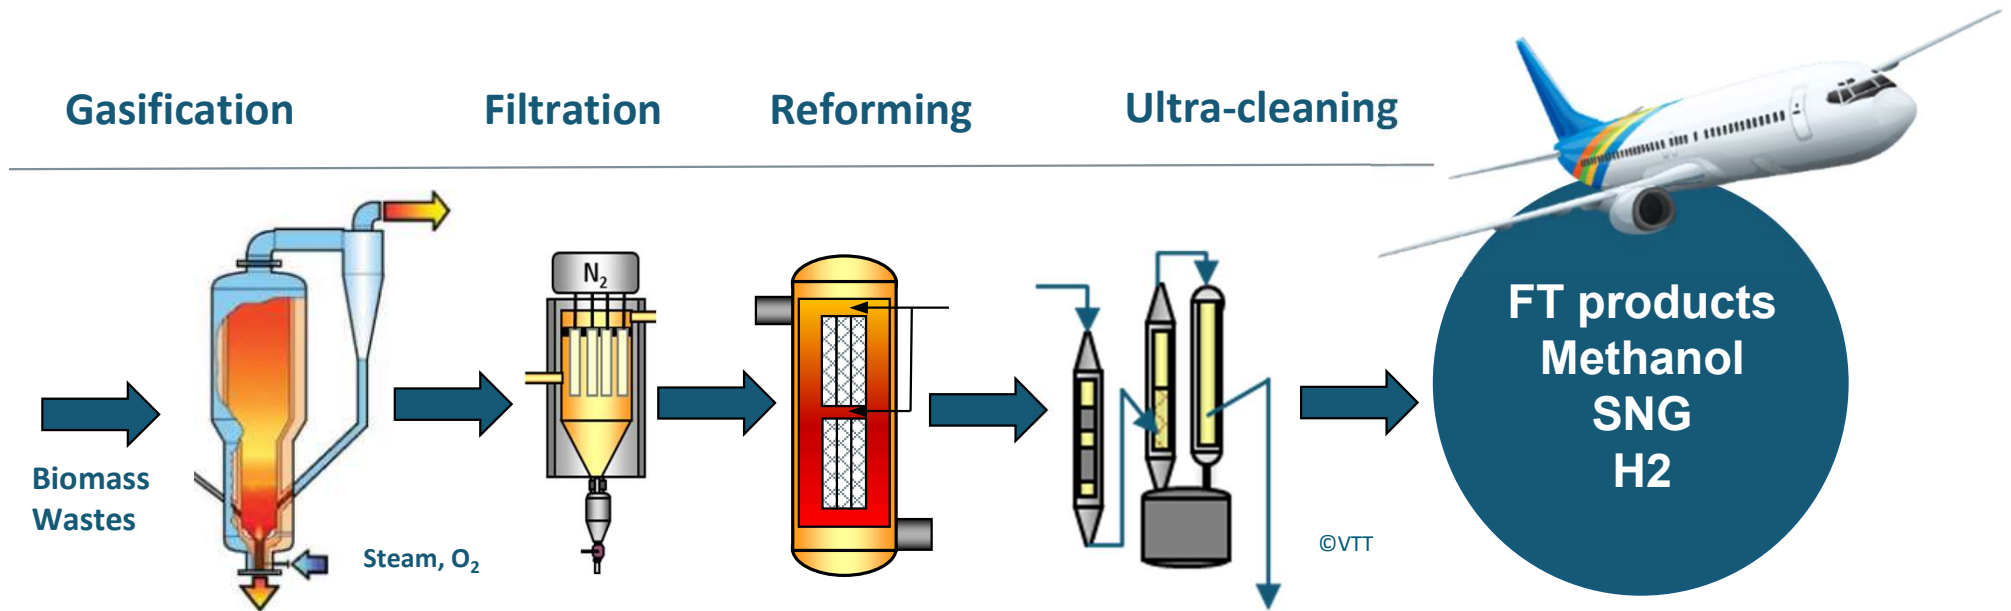 Gasification
Filtration
Reforming
Ultra-cleaning
N₂
Biomass
Wastes
Steam, O₂
©VTT
FT products
Methanol
SNG
H2